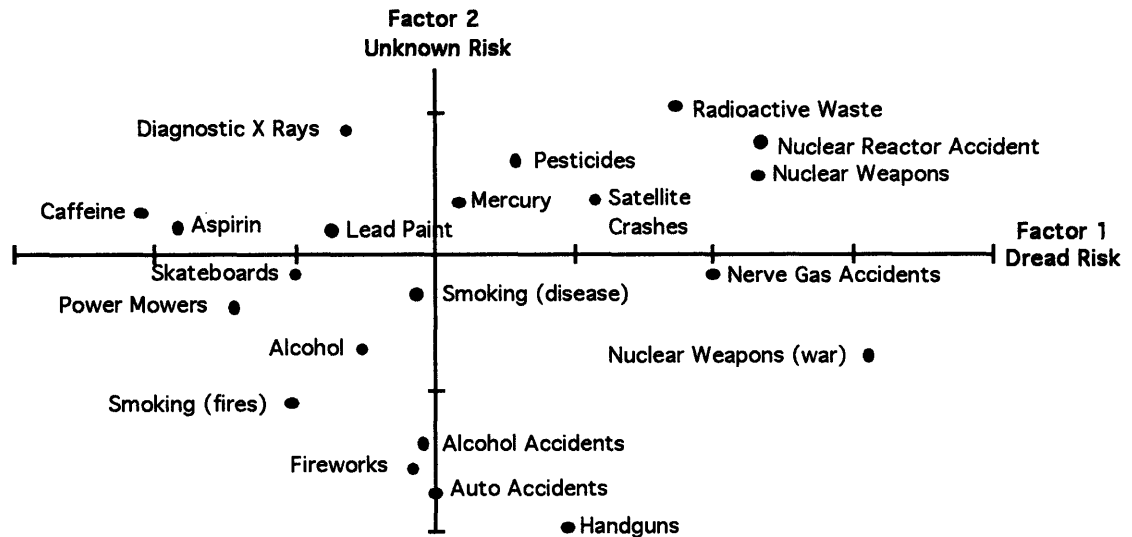 Factor 2
Unknown Risk
Radioactive Waste
Diagnostic X Rays
Nuclear Reactor Accident
Pesticides
Nuclear Weapons
Mercury
Satellite
Crashes
Caffeine
Aspirin
Lead Paint
Factor 1
Dread Risk
Skateboards
Nerve Gas Accidents
Smoking (disease)
Power Mowers
Alcohol
Nuclear Weapons (war)
Smoking (fires)
Alcohol Accidents
Fireworks
Auto Accidents
Handguns